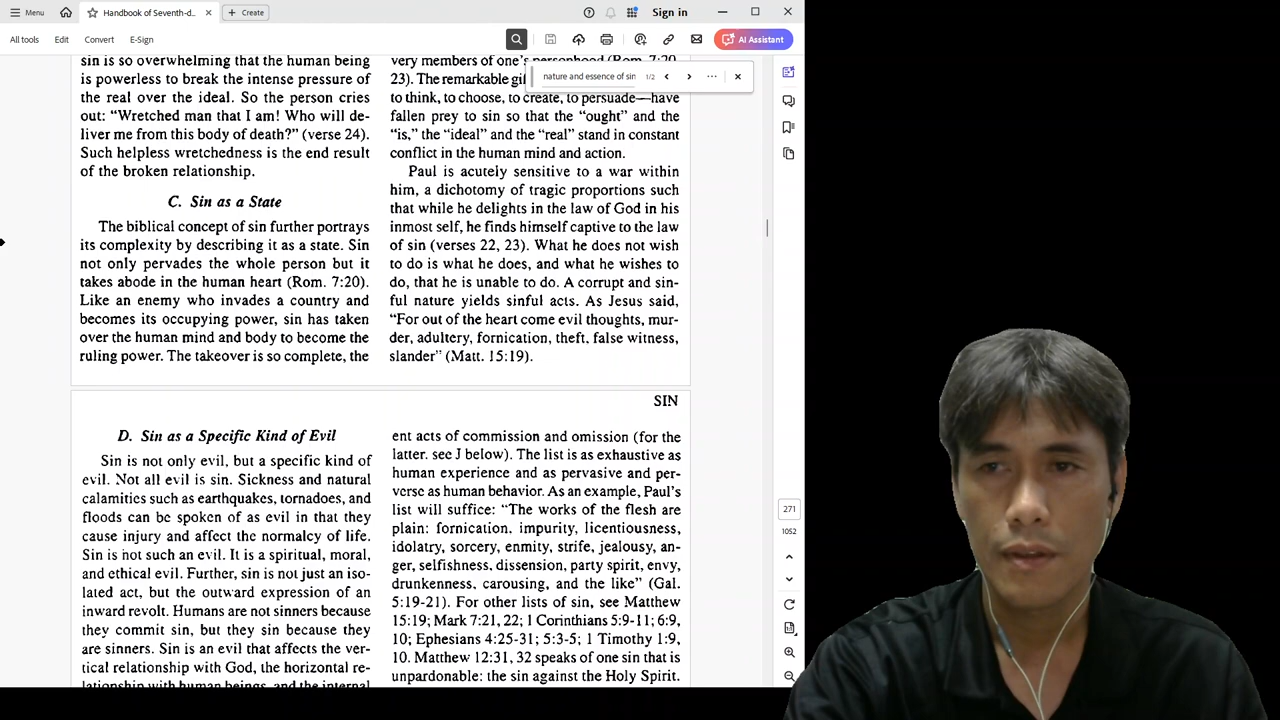 Menu
Handbook of Seventh-d...
Create
Sign in
All tools
Edit
Convert
E-Sign
AI Assistant
nature and essence of sin
1/2
sin is so overwhelming that the human being
is powerless to break the intense pressure of
the real over the ideal. So the person cries
out: “Wretched man that I am! Who will de-
liver me from this body of death?” (verse 24).
Such helpless wretchedness is the end result
of the broken relationship.
C. Sin as a State
The biblical concept of sin further portrays
its complexity by describing it as a state. Sin
not only pervades the whole person but it
takes abode in the human heart (Rom. 7:20).
Like an enemy who invades a country and
becomes its occupying power, sin has taken
over the human mind and body to become the
ruling power. The takeover is so complete, the
very members of one's personhood (Rom. 7:20
23). The remarkable
to think, to choose, to create, to persuade—have
fallen prey to sin so that the “ought” and the
“is,” the “ideal” and the “real” stand in constant
conflict in the human mind and action.
Paul is acutely sensitive to a war within
him, a dichotomy of tragic proportions such
that while he delights in the law of God in his
inmost self, he finds himself captive to the law
of sin (verses 22, 23). What he does not wish
to do is what he does, and what he wishes to
do, that he is unable to do. A corrupt and sin-
ful nature yields sinful acts. As Jesus said,
“For out of the heart come evil thoughts, mur-
der, adultery, fornication, theft, false witness,
slander” (Matt. 15:19).
SIN
D. Sin as a Specific Kind of Evil
Sin is not only evil, but a specific kind of
evil. Not all evil is sin. Sickness and natural
calamities such as earthquakes, tornadoes, and
floods can be spoken of as evil in that they
cause injury and affect the normalcy of life.
Sin is not such an evil. It is a spiritual, moral,
and ethical evil. Further, sin is not just an iso-
lated act, but the outward expression of an
inward revolt. Humans are not sinners because
they commit sin, but they sin because they
are sinners. Sin is an evil that affects the ver-
tical relationship with God, the horizontal re-
lationship with human beings, and the internal
ent acts of commission and omission (for the
latter. see J below). The list is as exhaustive as
human experience and as pervasive and per-
verse as human behavior. As an example, Paul's
list will suffice: “The works of the flesh are
plain: fornication, impurity, licentiousness,
idolatry, sorcery, enmity, strife, jealousy, an-
ger, selfishness, dissension, party spirit, envy,
drunkenness, carousing, and the like” (Gal.
5:19-21). For other lists of sin, see Matthew
15:19; Mark 7:21, 22; 1 Corinthians 5:9-11; 6:9,
10; Ephesians 4:25-31; 5:3-5; 1 Timothy 1:9,
10. Matthew 12:31, 32 speaks of one sin that is
unpardonable: the sin against the Holy Spirit.
271
1052